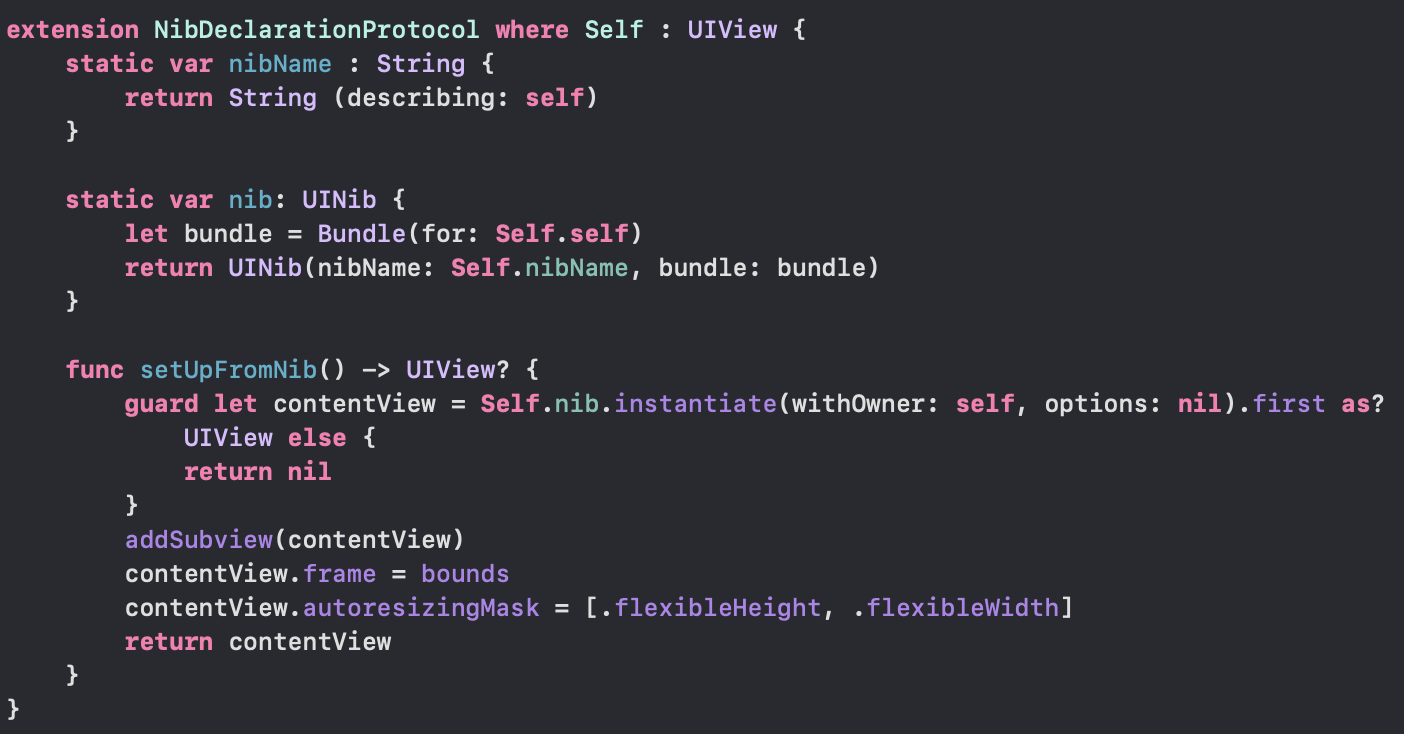 extension NibDeclarationProtocol where Self : UIView {
    static var nibName : String {
        return String (describing: self)
    }

    static var nib: UINib {
        let bundle = Bundle(for: Self.self)
        return UINib(nibName: Self.nibName, bundle: bundle)
    }

    func setUpFromNib() -> UIView? {
        guard let contentView = Self.nib.instantiate(withOwner: self, options: nil).first as?
            UIView else {
            return nil
        }
        addSubview(contentView)
        contentView.frame = bounds
        contentView.autoresizingMask = [.flexibleHeight, .flexibleWidth]
        return contentView
    }
}